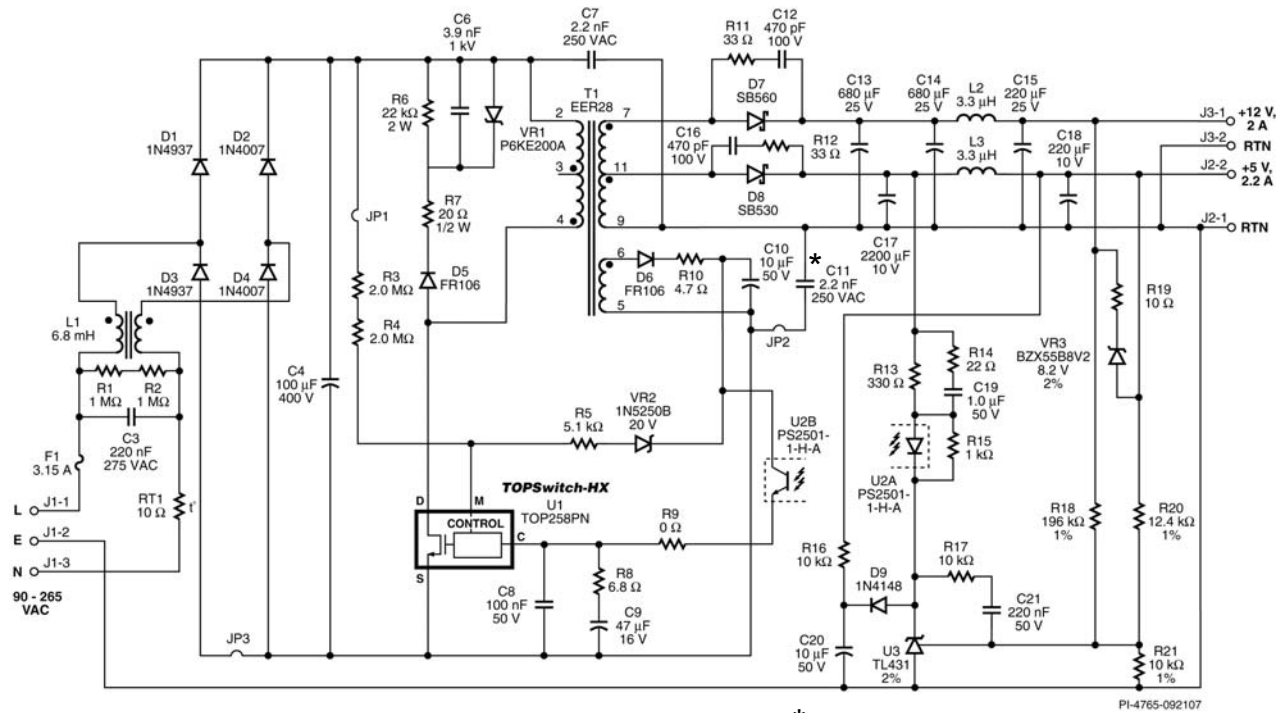 C6
3.9 nF
1 kV
C7
2.2 nF
250 VAC
R11
33 Ω
C12
470 pF
100 V
D7
SB560
C13
680 μF
25 V
C14
680 μF
25 V
L2
3.3 μH
C15
220 μF
25 V
J3-1
+12 V,
2 A
J3-2
RTN
J2-2
+5 V,
2.2 A
J2-1
RTN
T1
EER28
2
3
4
7
11
9
6
5
R6
22 kΩ
2 W
VR1
P6KE200A
D1
1N4937
D2
1N4007
C16
470 pF
100 V
R12
33 Ω
D8
SB530
L3
3.3 μH
C18
220 μF
10 V
R7
20 Ω
1/2 W
JP1
D3
1N4937
D4
1N4007
R3
2.0 MΩ
R4
2.0 MΩ
D5
FR106
D6
FR106
R10
4.7 Ω
C10
10 μF
50 V
*
C11
2.2 nF
250 VAC
JP2
C17
2200 μF
10 V
R19
10 Ω
VR3
BZX55B8V2
8.2 V
2%
L1
6.8 mH
R1
1 MΩ
R2
1 MΩ
C3
220 nF
275 VAC
F1
3.15 A
C4
100 μF
400 V
R13
330 Ω
R14
22 Ω
C19
1.0 μF
50 V
R15
1 kΩ
R5
5.1 kΩ
VR2
1N5250B
20 V
U2B
PS2501-
1-H-A
U2A
PS2501-
1-H-A
L
J1-1
E
J1-2
N
J1-3
90 - 265
VAC
RT1
10 Ω
t°
TOPSwitch-HX
U1
TOP258PN
D
M
CONTROL
C
S
R9
0 Ω
R8
6.8 Ω
C8
100 nF
50 V
C9
47 μF
16 V
R16
10 kΩ
D9
1N4148
R17
10 kΩ
C21
220 nF
50 V
R18
196 kΩ
1%
R20
12.4 kΩ
1%
C20
10 μF
50 V
U3
TL431
2%
R21
10 kΩ
1%
JP3
PI-4765-092107
*